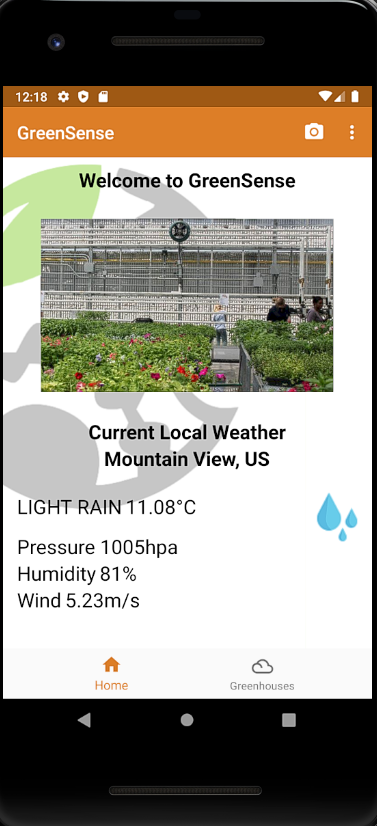 12:18
GreenSense
Welcome to GreenSense
Current Local Weather
Mountain View, US
LIGHT RAIN 11.08°C
Pressure 1005hpa
Humidity 81%
Wind 5.23m/s
Home
Greenhouses